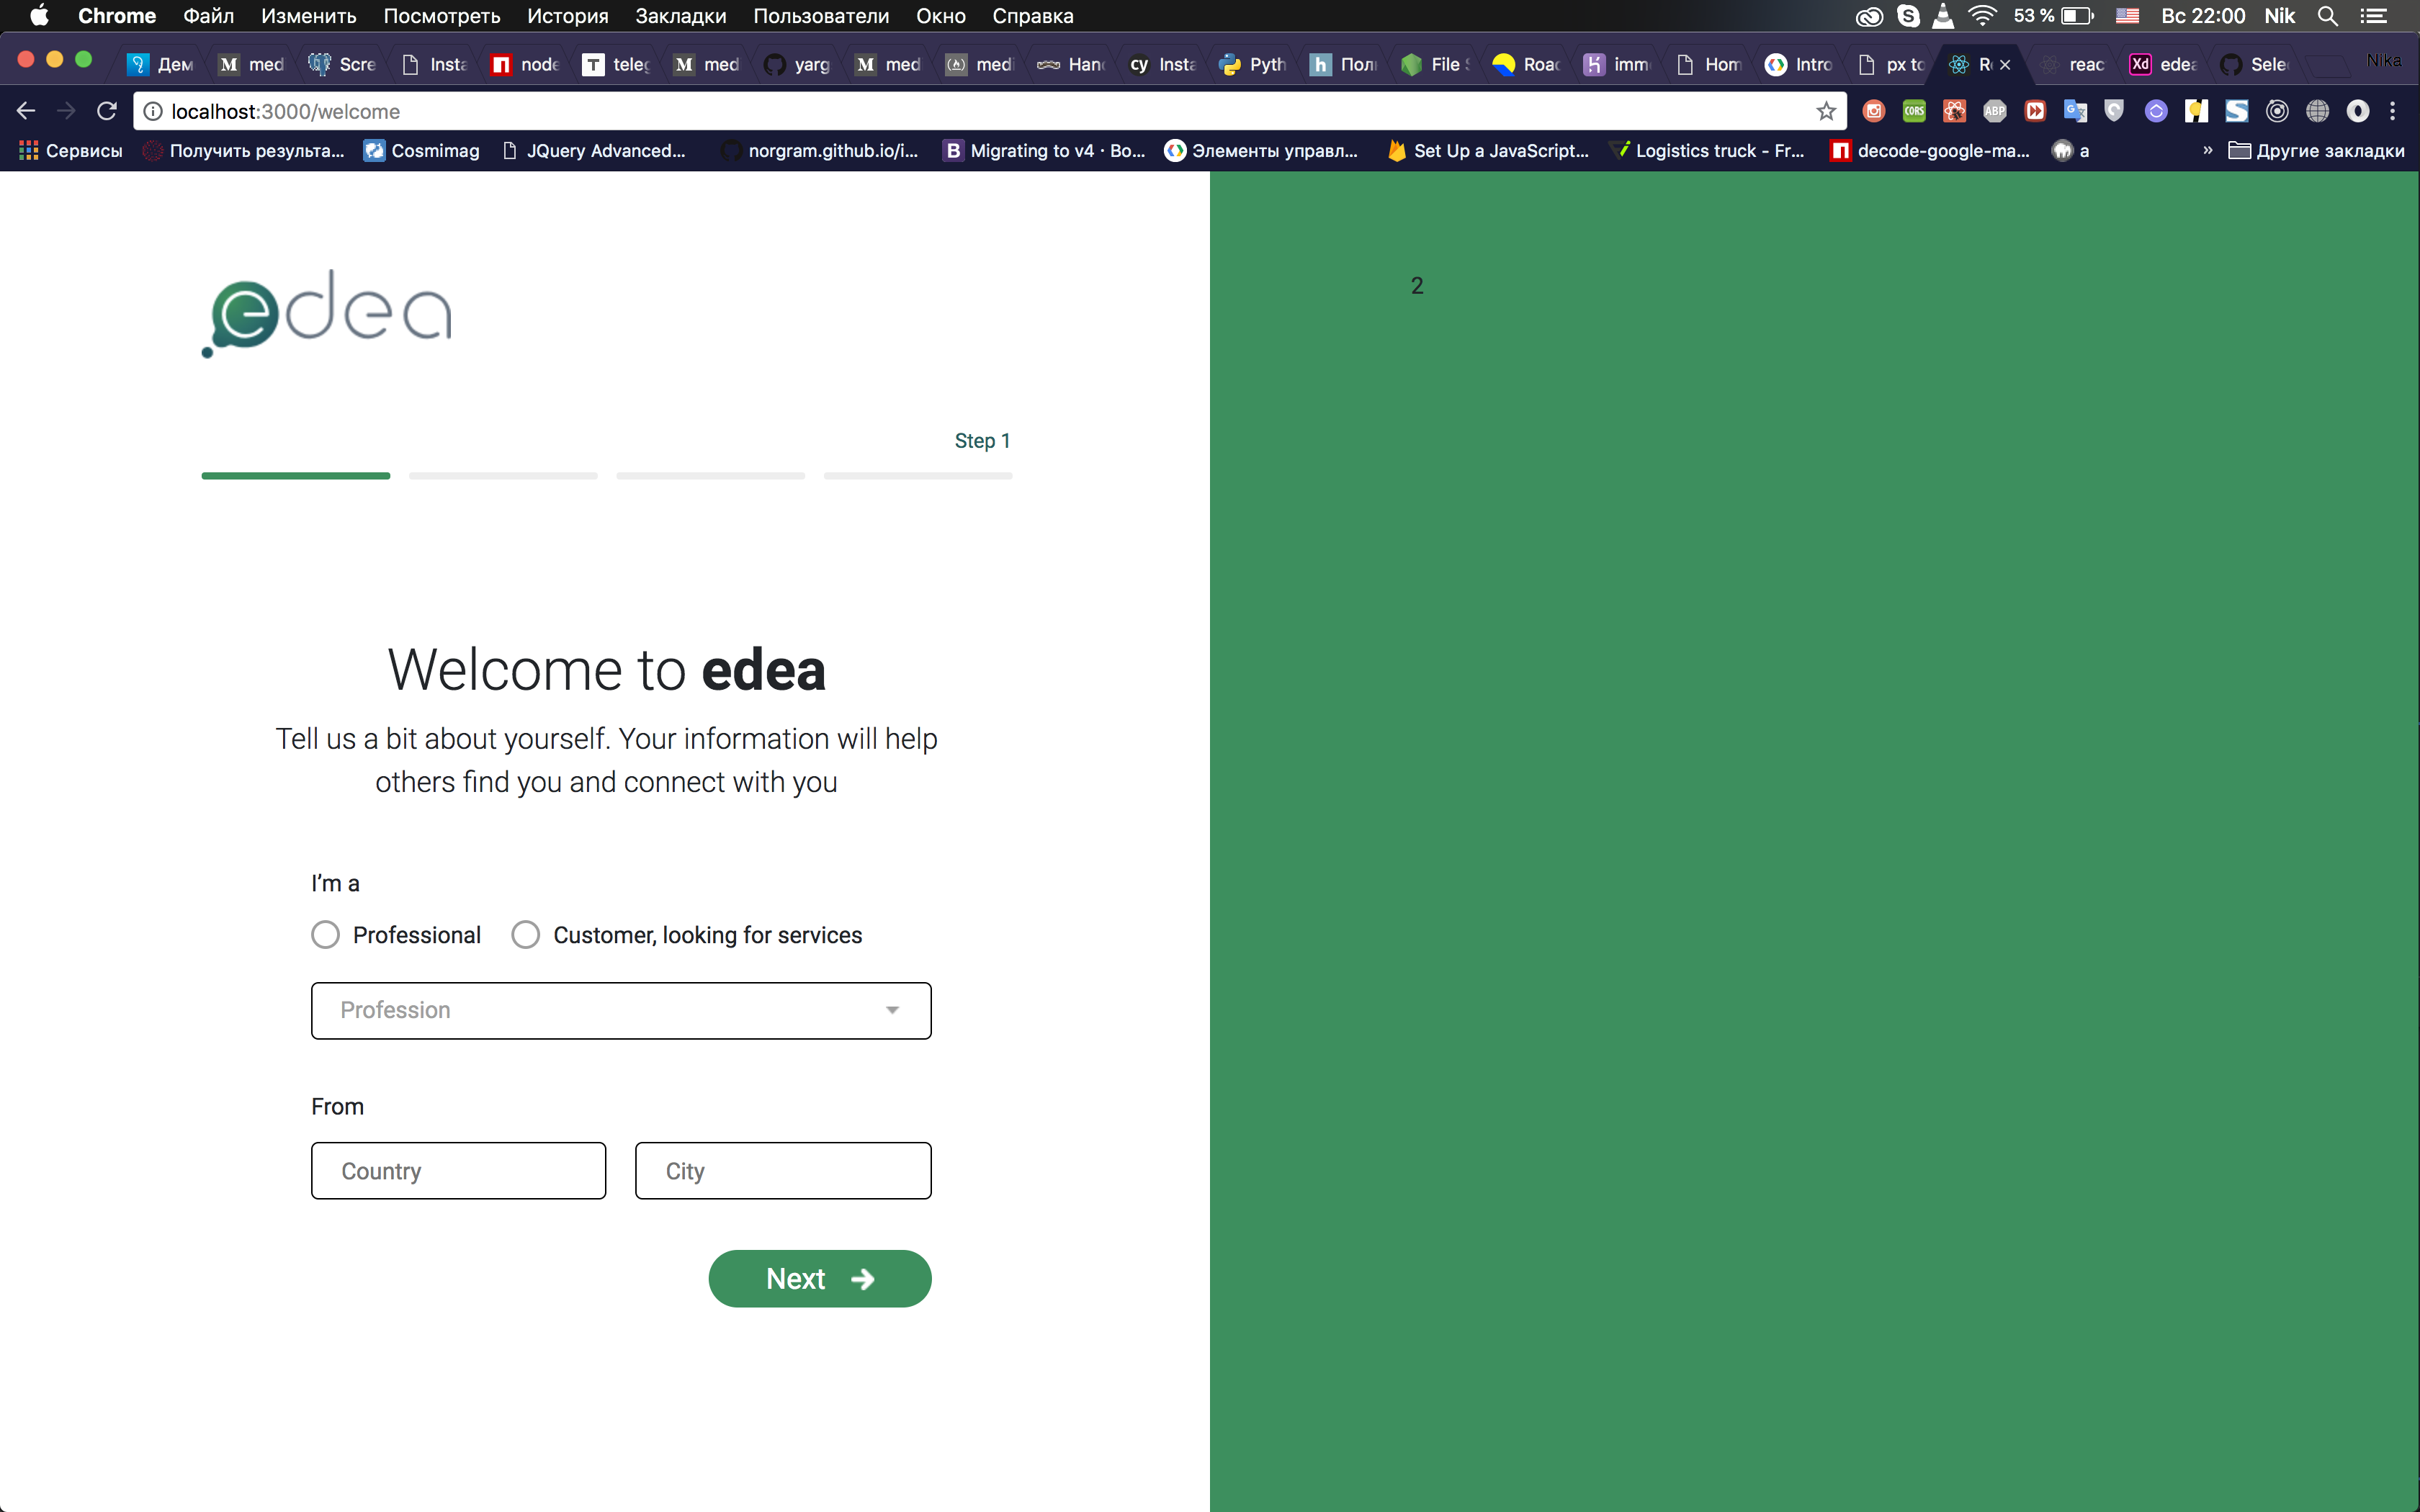 Chrome Файл Изменить Посмотреть История Закладки Пользователи Окно Справка 53 % Вс 22:00 Nik
Дем med Scre Insta node teleg med yarg med medi Hand Insta Pyth Пол File S Road imm Hom Intro px to Re reac edea Selec Nika
localhost:3000/welcome
Сервисы Получить результа... Cosmimag JQuery Advanced... norgram.github.io/i... Migrating to v4 · Bo... Элементы управл... Set Up a JavaScript... Logistics truck - Fr... decode-google-ma... a » Другие закладки
edea
2
Step 1
Welcome to edea
Tell us a bit about yourself. Your information will help
others find you and connect with you
I’m a
Professional Customer, looking for services
Profession
From
Country City
Next